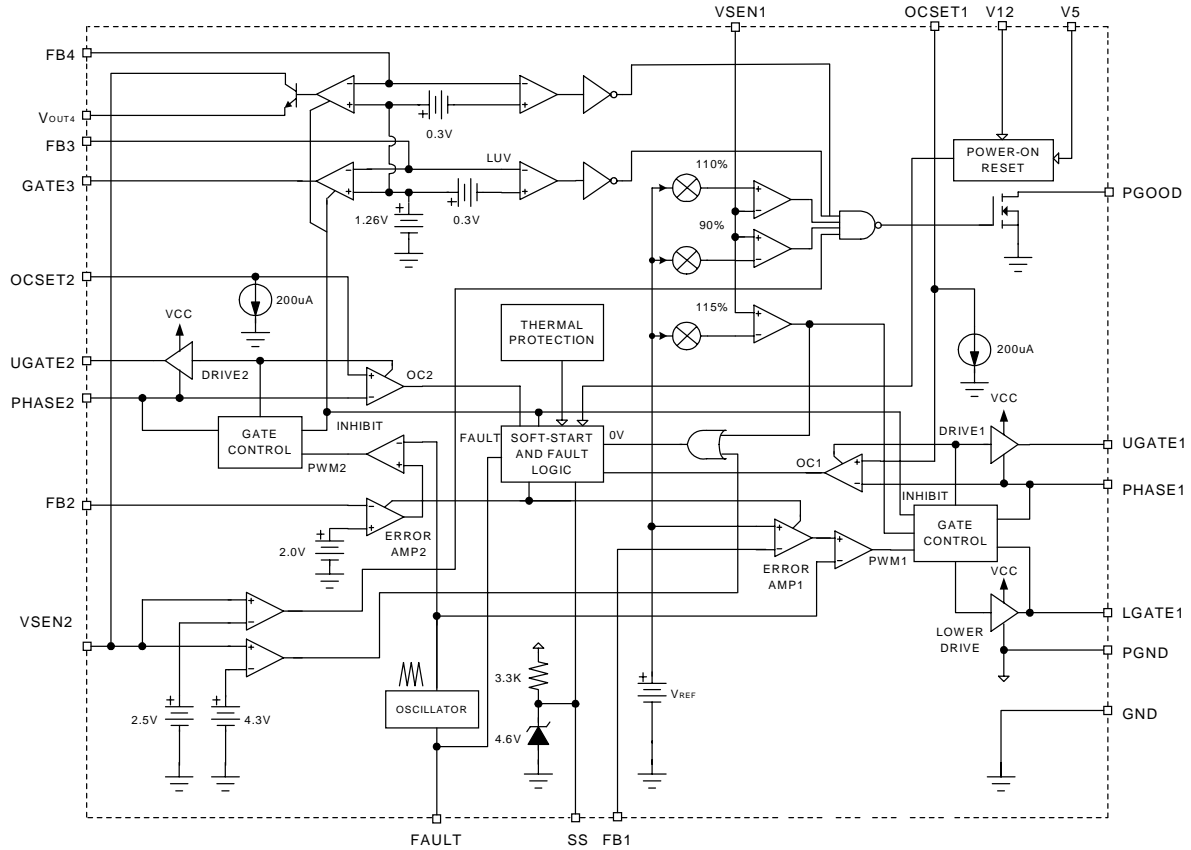 VSEN1
OCSET1
V12
V5
FB4
VOUT4
FB3
GATE3
OCSET2
UGATE2
PHASE2
FB2
VSEN2
−
+
−
+
+
0.3V
LUV
−
+
−
+
+
+
1.26V
0.3V
110%
90%
115%
+
−
+
−
+
−
POWER-ON
RESET
PGOOD
200uA
VCC
DRIVE2
+
−
OC2
THERMAL
PROTECTION
200uA
GATE
CONTROL
INHIBIT
PWM2
−
+
FAULT
SOFT-START
AND FAULT
LOGIC
0V
OC1
+
−
DRIVE1
VCC
UGATE1
PHASE1
INHIBIT
GATE
CONTROL
−
+
ERROR
AMP2
+
2.0V
+
−
ERROR
AMP1
+
−
PWM1
VCC
LOWER
DRIVE
LGATE1
PGND
GND
+
−
+
−
+
2.5V
+
4.3V
OSCILLATOR
3.3K
4.6V
+
VREF
FAULT
SS
FB1